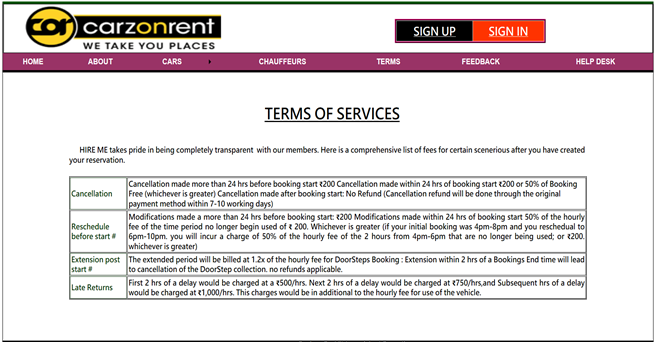 cor carzonrent
WE TAKE YOU PLACES
SIGN UP SIGN IN
HOME ABOUT CARS CHAUFFEURS TERMS FEEDBACK HELP DESK
TERMS OF SERVICES
HIRE ME takes pride in being completely transparent with our members. Here is a comprehensive list of fees for certain scenerious after you have created
your reservation.
Cancellation
Cancellation made more than 24 hrs before booking start ₹200 Cancellation made within 24 hrs of booking start ₹200 or 50% of Booking
Free (whichever is greater) Cancellation made after booking start: No Refund (Cancellation refund will be done through the original
payment method within 7-10 working days)
Reschedule
before start #
Modifications made a more than 24 hrs before booking start: ₹200 Modifications made within 24 hrs of booking start 50% of the hourly
fee of the time period no longer begin used of ₹ 200. Whichever is greater (if your initial booking was 4pm-8pm and you reschedual to
6pm-10pm. you will incur a charge of 50% of the hourly fee of the 2 hours from 4pm-6pm that are no longer being used; or ₹200.
whichever is greater)
Extension post
start #
The extended period will be billed at 1.2x of the hourly fee for DoorSteps Booking : Extension within 2 hrs of a Bookings End time will lead
to cancellation of the DoorStep collection. no refunds applicable.
Late Returns
First 2 hrs of a delay would be charged at a ₹500/hrs. Next 2 hrs of a delay would be charged at ₹750/hrs,and Subsequent hrs of a delay
would be charged at ₹1,000/hrs. This charges would be in additional to the hourly fee for use of the vehicle.